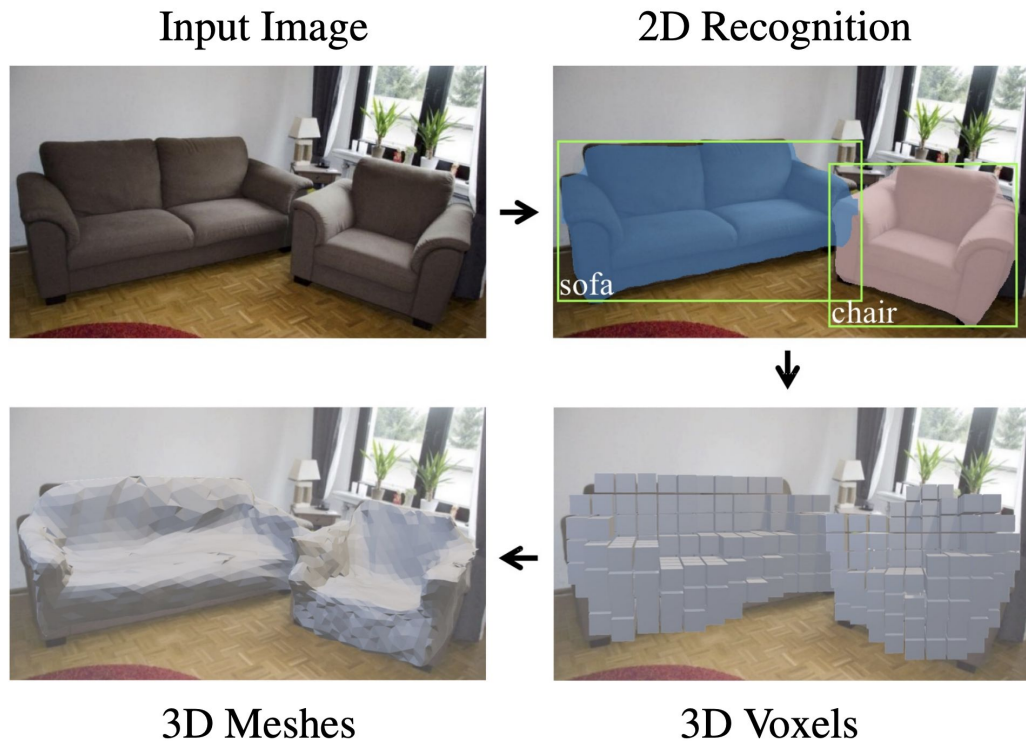 Input Image
2D Recognition
sofa
chair
3D Meshes
3D Voxels